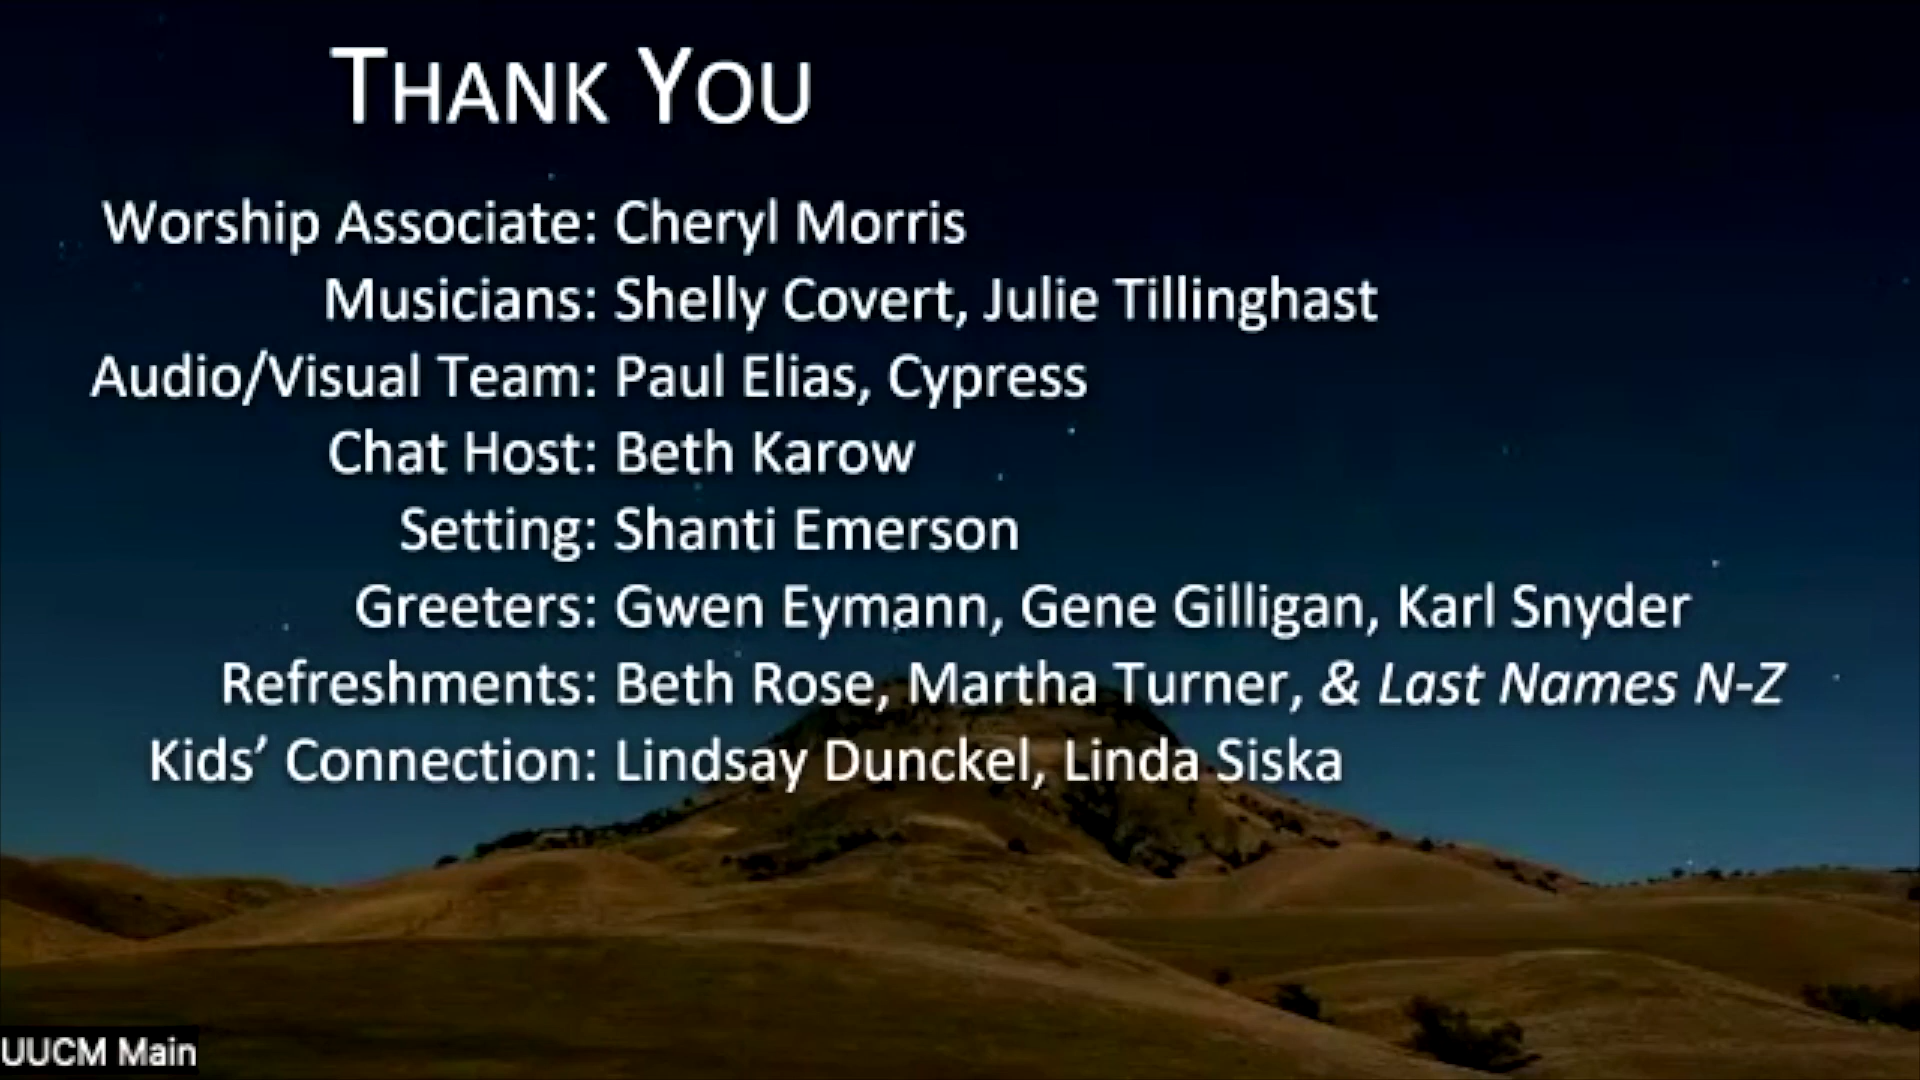 THANK YOU
Worship Associate: Cheryl Morris
Musicians: Shelly Covert, Julie Tillinghast
Audio/Visual Team: Paul Elias, Cypress
Chat Host: Beth Karow
Setting: Shanti Emerson
Greeters: Gwen Eymann, Gene Gilligan, Karl Snyder
Refreshments: Beth Rose, Martha Turner, & Last Names N-Z
Kids’ Connection: Lindsay Dunckel, Linda Siska
UUCM Main